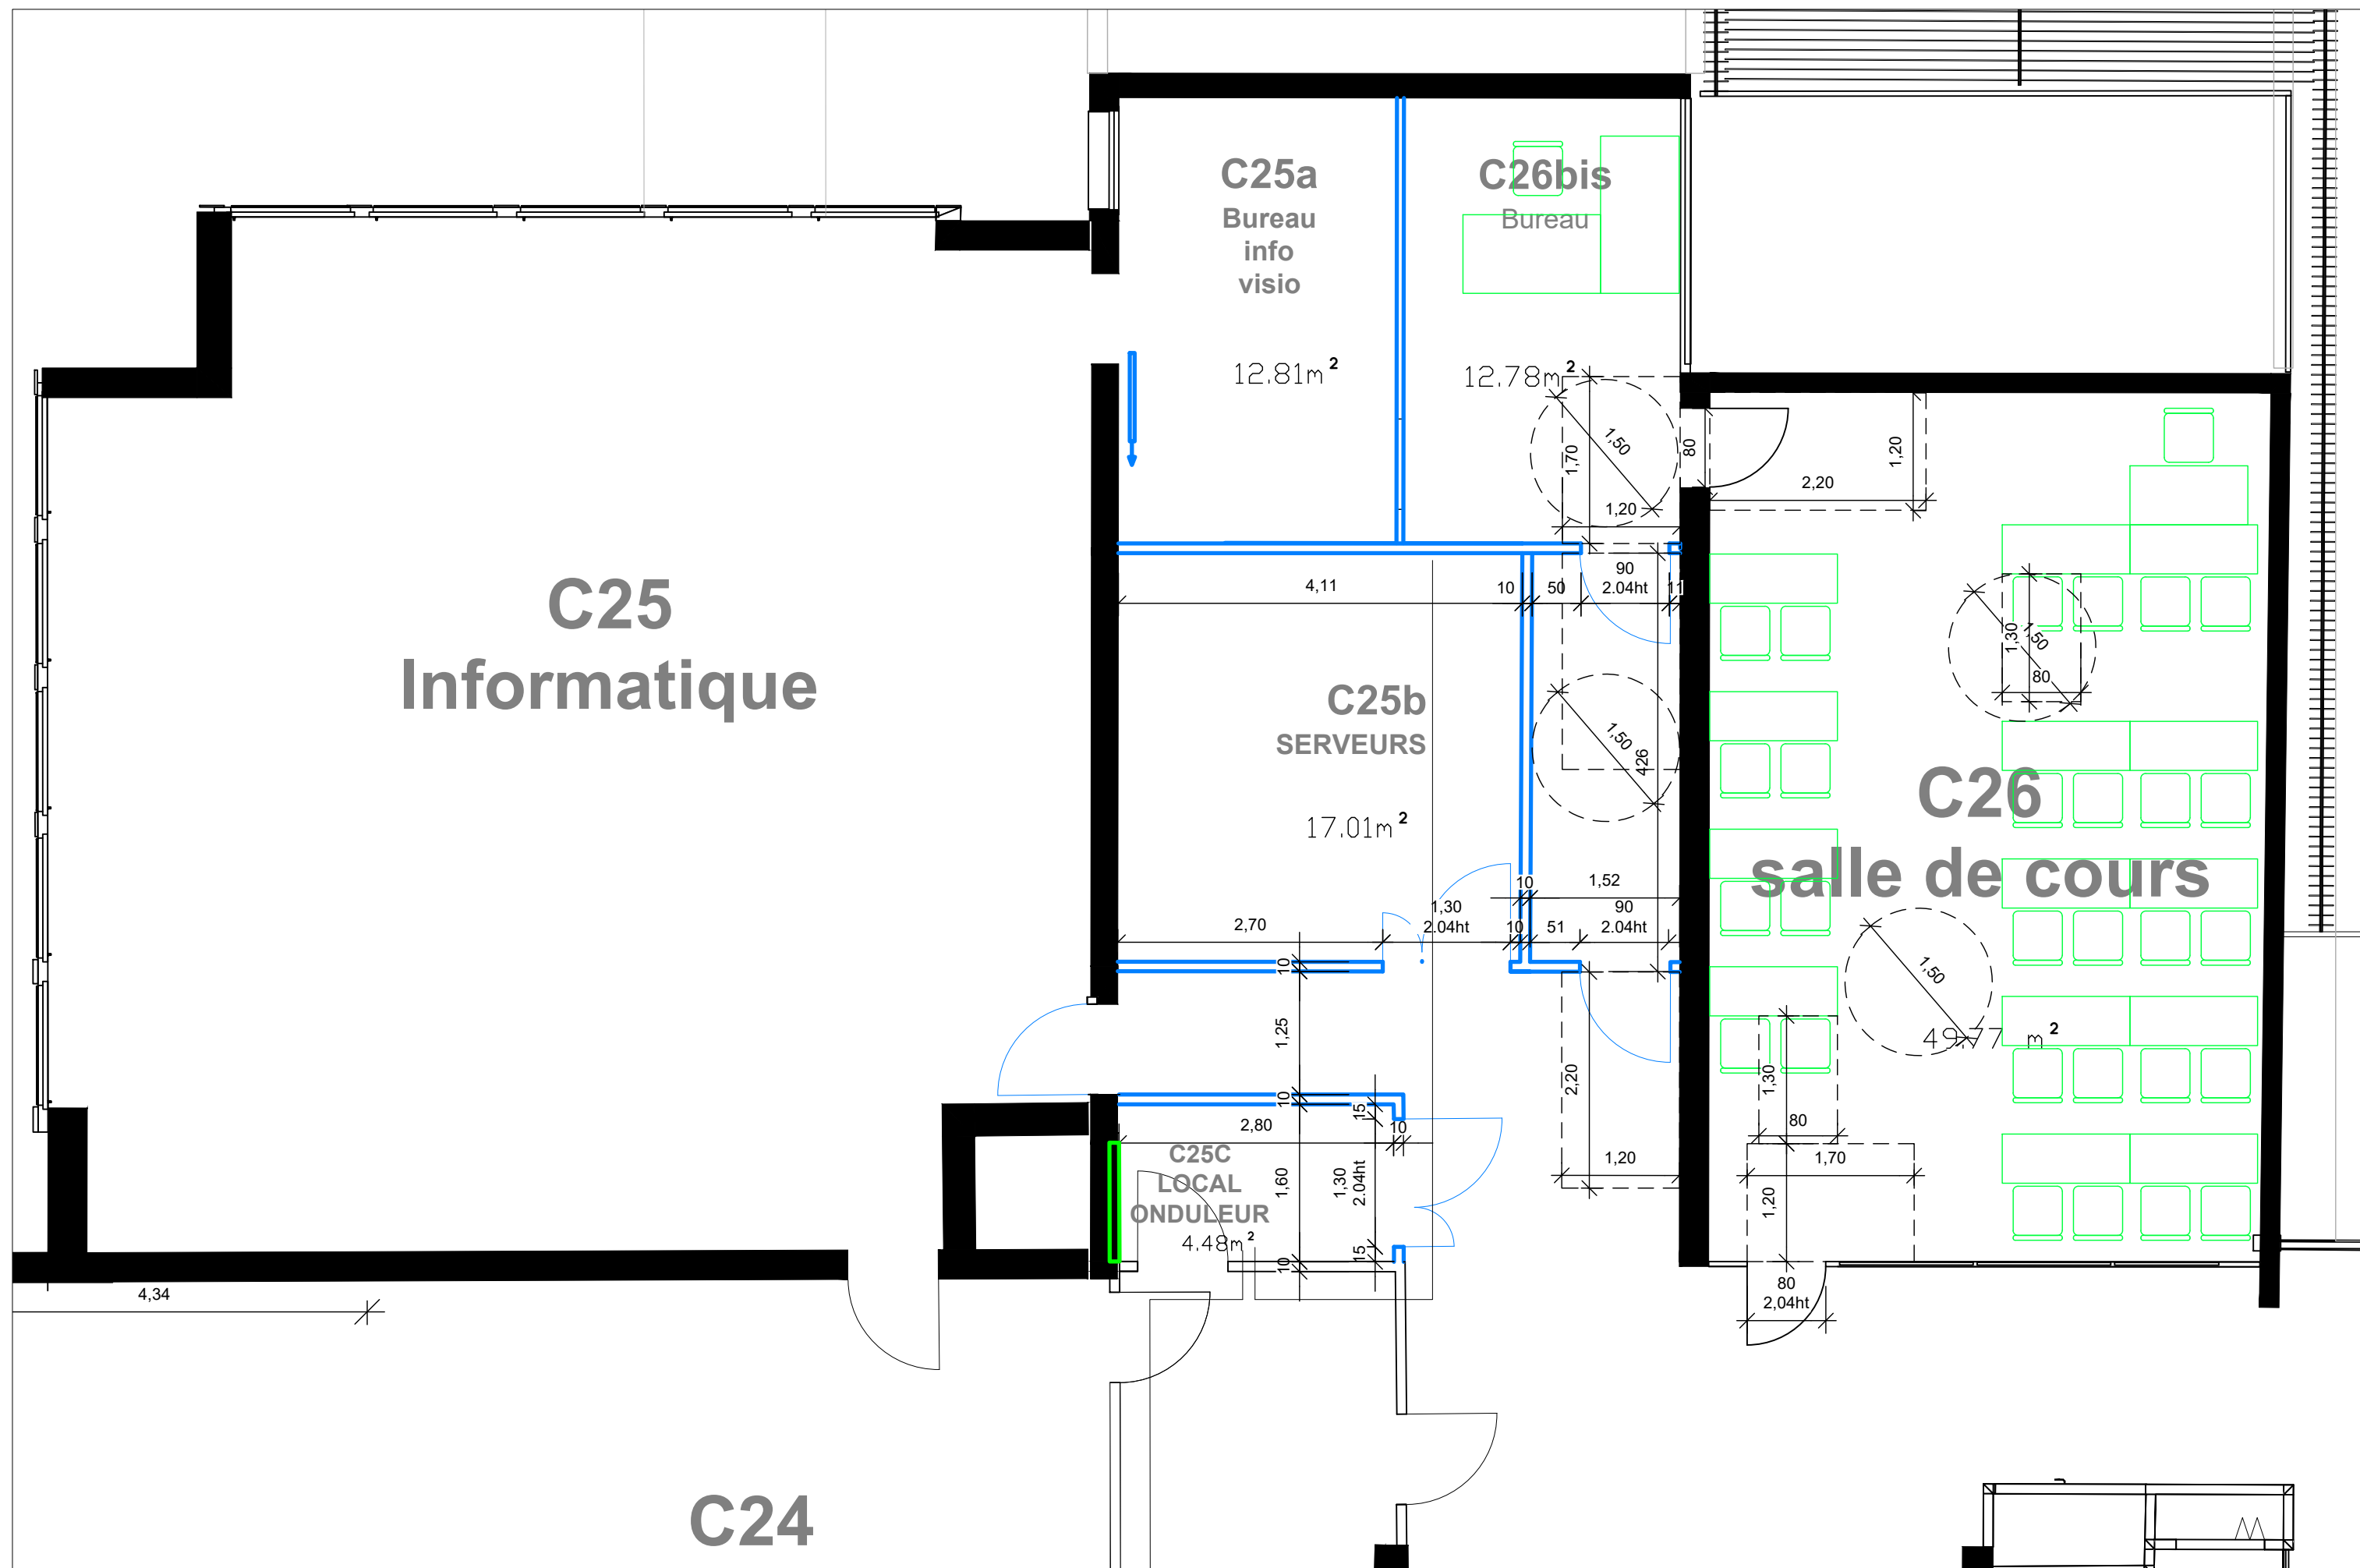 C25a
Bureau
info
visio
12.81m²
C26bis
Bureau
12.78m²
1,50
1,70
1,20
80
2,20
1,20
C25
Informatique
4,11
10
50
90
2.04ht
11
C25b
SERVEURS
17.01m²
1,50
426
1,30
1,50
80
C26
salle de cours
49.77 m²
10
1,52
2,70
1,30
2.04ht
10
51
90
2.04ht
10
1,25
10
1,50
2,20
1,20
1,30
80
1,70
1,20
2,80
15
10
C25C
LOCAL
ONDULEUR
4.48m²
1,60
1,30
2.04ht
15
10
80
2,04ht
4,34
C24